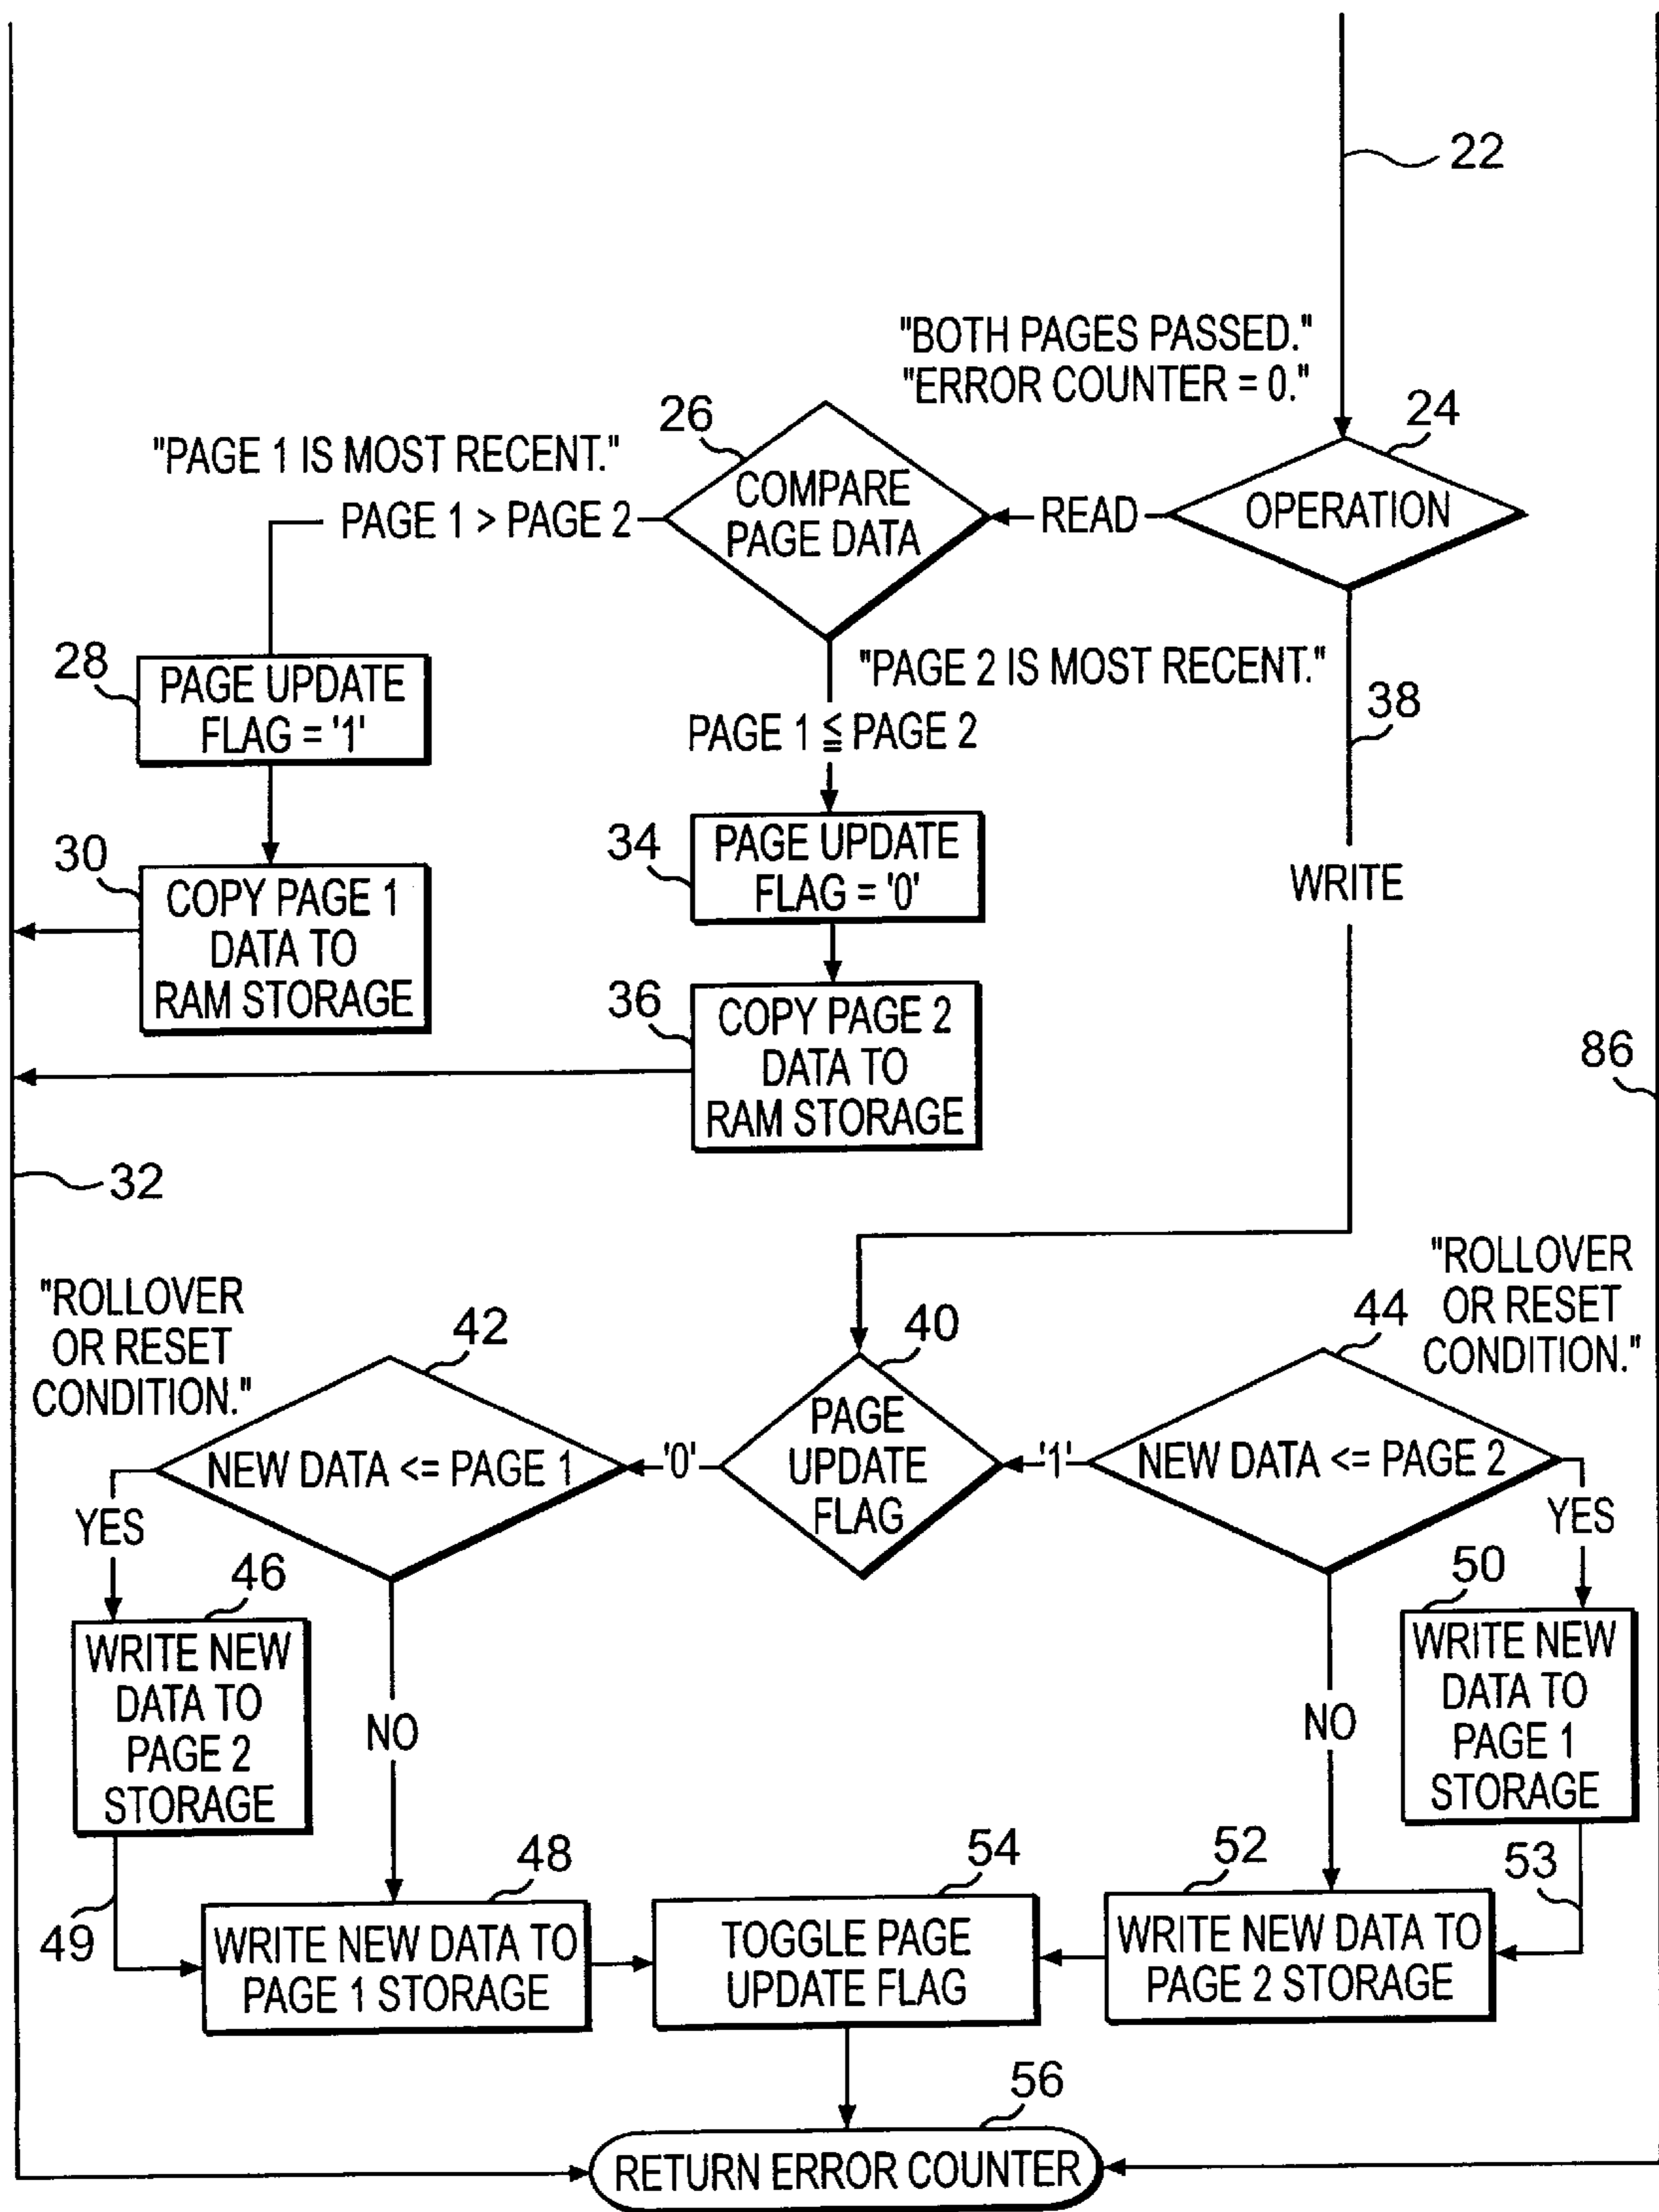 22
"BOTH PAGES PASSED."
"ERROR COUNTER = 0."
24
OPERATION
READ
26
COMPARE
PAGE DATA
"PAGE 1 IS MOST RECENT."
PAGE 1 > PAGE 2
28
PAGE UPDATE
FLAG = '1'
30
COPY PAGE 1
DATA TO
RAM STORAGE
"PAGE 2 IS MOST RECENT."
PAGE 1 ≦ PAGE 2
34
PAGE UPDATE
FLAG = '0'
36
COPY PAGE 2
DATA TO
RAM STORAGE
38
WRITE
86
32
"ROLLOVER
OR RESET
CONDITION."
42
NEW DATA <= PAGE 1
'0'
40
PAGE
UPDATE
FLAG
'1'
44
NEW DATA <= PAGE 2
"ROLLOVER
OR RESET
CONDITION."
YES
46
WRITE NEW
DATA TO
PAGE 2
STORAGE
NO
NO
YES
50
WRITE NEW
DATA TO
PAGE 1
STORAGE
49
48
WRITE NEW DATA TO
PAGE 1 STORAGE
54
TOGGLE PAGE
UPDATE FLAG
52
WRITE NEW DATA TO
PAGE 2 STORAGE
53
56
RETURN ERROR COUNTER